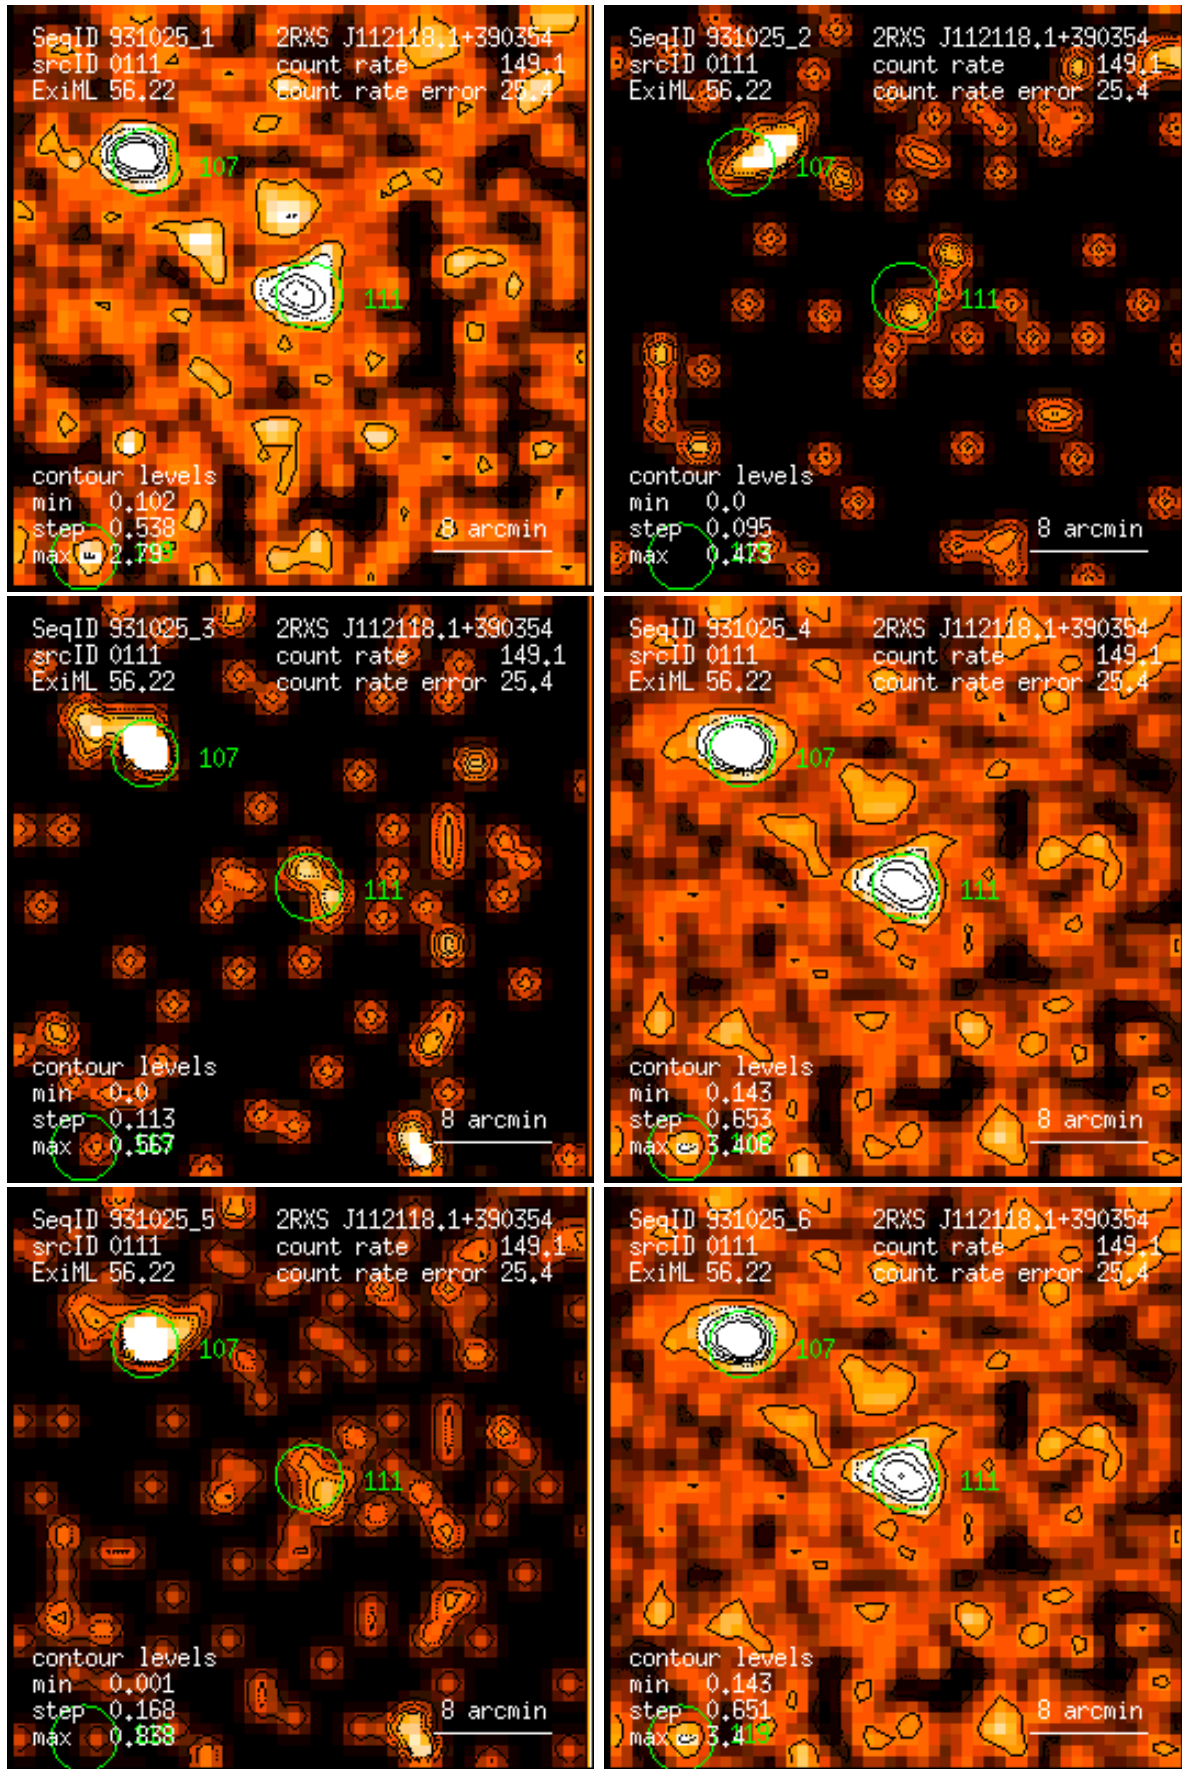 SeqID 931025_1 2RXS J112118.1+390354
srcID 0111 count rate 149.1
ExiML 56.22 count rate error 25.4
107
111
contour levels
min 0.102
step 0.538
8 arcmin
max 2.793
SeqID 931025_2 2RXS J112118.1+390354
srcID 0111 count rate 149.1
ExiML 56.22 count rate error 25.4
107
111
contour levels
min 0.0
step 0.095
8 arcmin
max 0.473
SeqID 931025_3 2RXS J112118.1+390354
srcID 0111 count rate 149.1
ExiML 56.22 count rate error 25.4
107
111
contour levels
min 0.0
step 0.113
8 arcmin
max 0.567
SeqID 931025_4 2RXS J112118.1+390354
srcID 0111 count rate 149.1
ExiML 56.22 count rate error 25.4
107
111
contour levels
min 0.143
step 0.653
8 arcmin
max 3.406
SeqID 931025_5 2RXS J112118.1+390354
srcID 0111 count rate 149.1
ExiML 56.22 count rate error 25.4
107
111
contour levels
min 0.001
step 0.168
8 arcmin
max 0.838
SeqID 931025_6 2RXS J112118.1+390354
srcID 0111 count rate 149.1
ExiML 56.22 count rate error 25.4
107
111
contour levels
min 0.143
step 0.651
8 arcmin
max 3.4 119